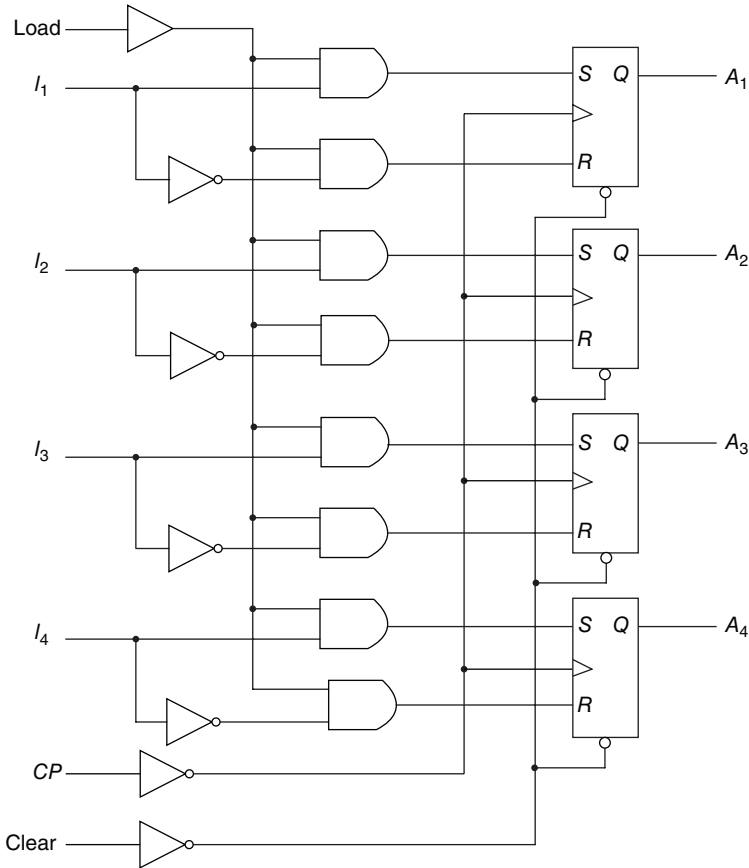 Load
I1
S Q A1
R
I2
S Q A2
R
I3
S Q A3
R
I4
S Q A4
R
CP
Clear